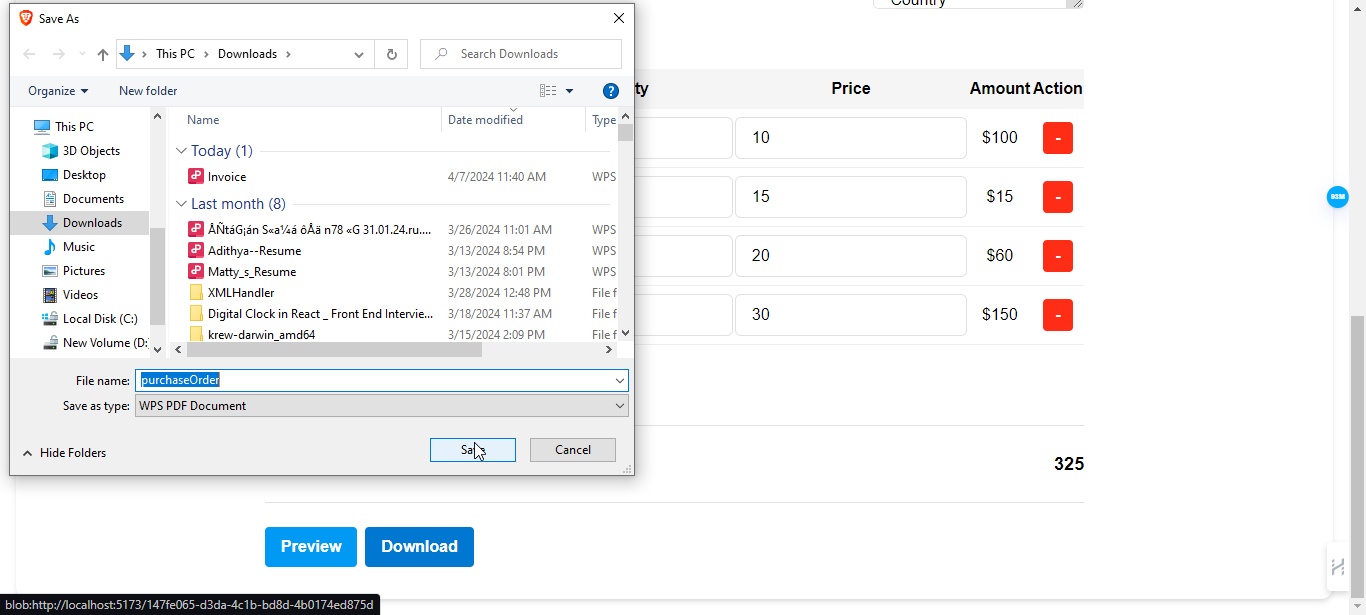 Save As
This PC
Downloads
Search Downloads
Organize
New folder
?
This PC
3D Objects
Desktop
Documents
Downloads
Music
Pictures
Videos
Local Disk (C:)
New Volume (D:
Name
Date modified
Type
Today (1)
Invoice 4/7/2024 11:40 AM WPS
Last month (8)
ÅÑtáG¡án S«a¼á ôÅä n78 «G 31.01.24.ru.... 3/26/2024 11:01 AM WPS
Adithya--Resume 3/13/2024 8:54 PM WPS
Matty_s_Resume 3/13/2024 8:01 PM WPS
XMLHandler 3/28/2024 12:48 PM File f
Digital Clock in React _ Front End Intervie... 3/18/2024 11:37 AM File f
krew-darwin_amd64 3/15/2024 2:09 PM File f
File name: purchaseOrder
Save as type: WPS PDF Document
Hide Folders
Save
Cancel
Country
ty Price Amount Action
10 $100 -
15 $15 -
20 $60 -
30 $150 -
325
Preview
Download
93M
blob:http://localhost:5173/147fe065-d3da-4c1b-bd8d-4b0174ed875d